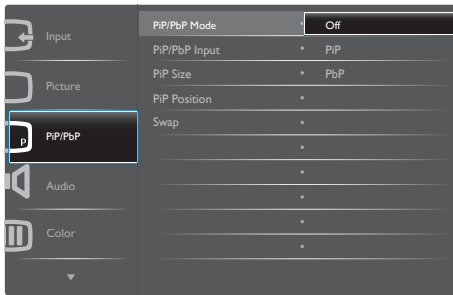 Input
Picture
P
PiP/PbP
Audio
Color
PiP/PbP Mode
PiP/PbP Input
PiP Size
PiP Position
Swap
Off
PiP
PbP